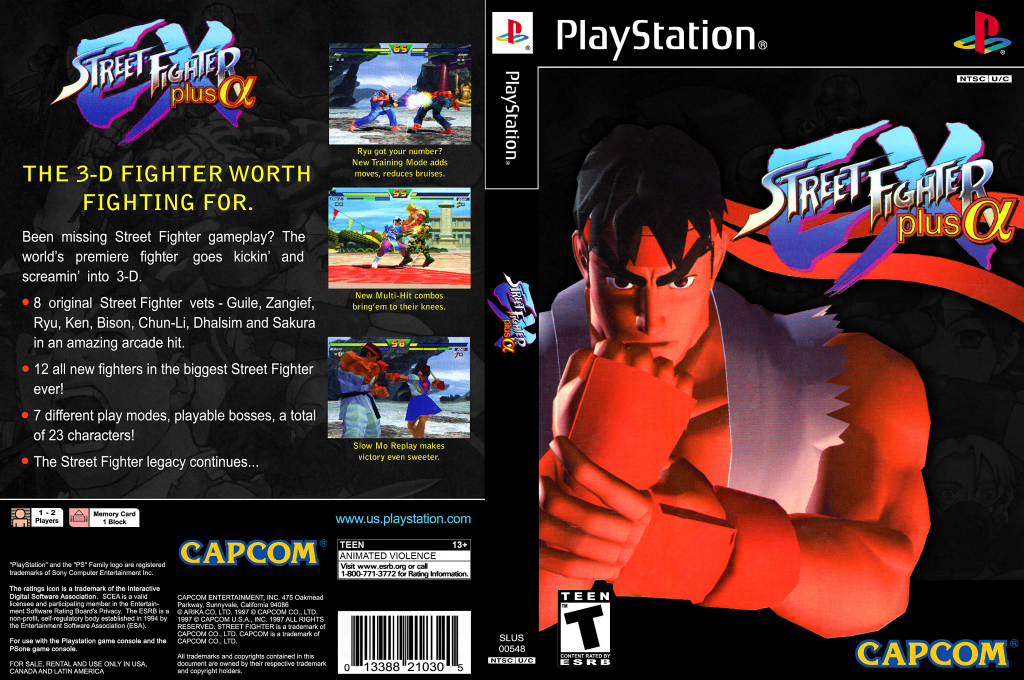 STREET FIGHTER
EX
plus α
THE 3-D FIGHTER WORTH
FIGHTING FOR.
Been missing Street Fighter gameplay? The
world's premiere fighter goes kickin' and
screamin' into 3-D.
• 8 original Street Fighter vets - Guile, Zangief,
Ryu, Ken, Bison, Chun-Li, Dhalsim and Sakura
in an amazing arcade hit.
• 12 all new fighters in the biggest Street Fighter
ever!
• 7 different play modes, playable bosses, a total
of 23 characters!
• The Street Fighter legacy continues...
65
Ryu got your number?
New Training Mode adds
moves, reduces bruises.
53
New Multi-Hit combos
bring'em to their knees.
58
Slow Mo Replay makes
victory even sweeter.
1 - 2
Players
Memory Card
1 Block
www.us.playstation.com
"PlayStation" and the "PS" Family logo are registered
trademarks of Sony Computer Entertainment Inc.
The ratings icon is a trademark of the Interactive
Digital Software Association. SCEA is a valid
licensee and participating member in the Entertain-
ment Software Rating Board's Privacy. The ESRB is a
non-profit, self-regulatory body established in 1994 by
the Entertainment Software Association (ESA).
For use with the Playstation game console and the
PSone game console.
FOR SALE, RENTAL AND USE ONLY IN USA,
CANADA AND LATIN AMERICA
CAPCOM®
CAPCOM ENTERTAINMENT, INC. 475 Oakmead
Parkway, Sunnyvale, California 94086
© ARIKA CO, LTD. 1997 © CAPCOM CO., LTD.
1997 © CAPCOM U.S.A., INC. 1997 ALL RIGHTS
RESERVED. STREET FIGHTER is a trademark of
CAPCOM CO., LTD. CAPCOM is a trademark of
CAPCOM CO., LTD.
All trademarks and copyrights contained in this
document are owned by their respective trademark
and copyright holders.
TEEN 13+
ANIMATED VIOLENCE
Visit www.esrb.org or call
1-800-771-3772 for Rating Information.
0 13388 21030 5
PlayStation®
STREET FIGHTER
EX
plus α
SLUS
00548
NTSC U/C
PlayStation®
NTSC U/C
STREET FIGHTER
EX
plus α
TEEN
T
TM
CONTENT RATED BY
ESRB
CAPCOM®